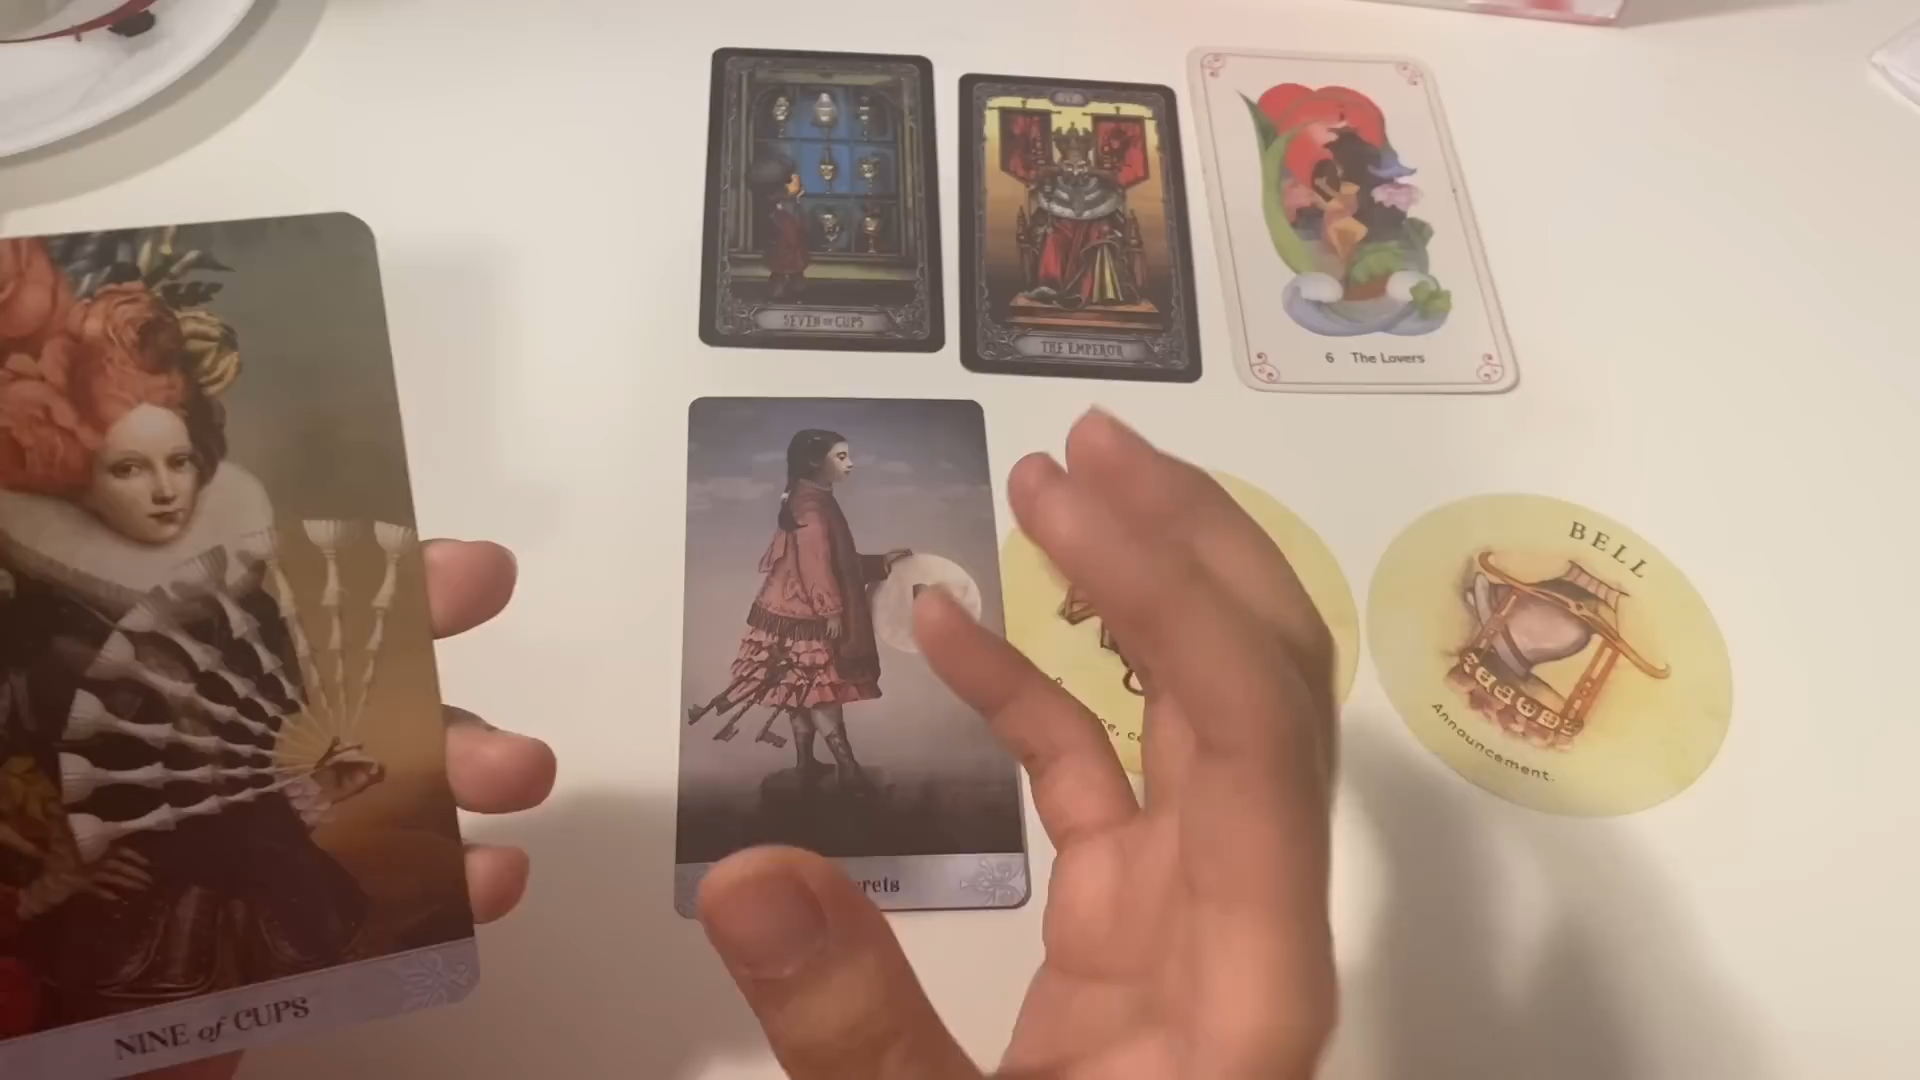 SEVEN OF CUPS
THE EMPEROR
6 The Lovers
BELL
Announcement.
NINE of CUPS